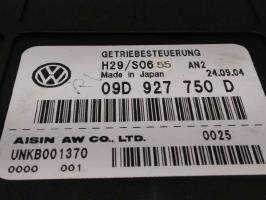 GETRIEBESTEUERUNG
H29/S06 55 AN2
Made in Japan 24.09.04
09D 927 750 D
AISIN AW CO., LTD. 0025
UNKB001370
0000 001